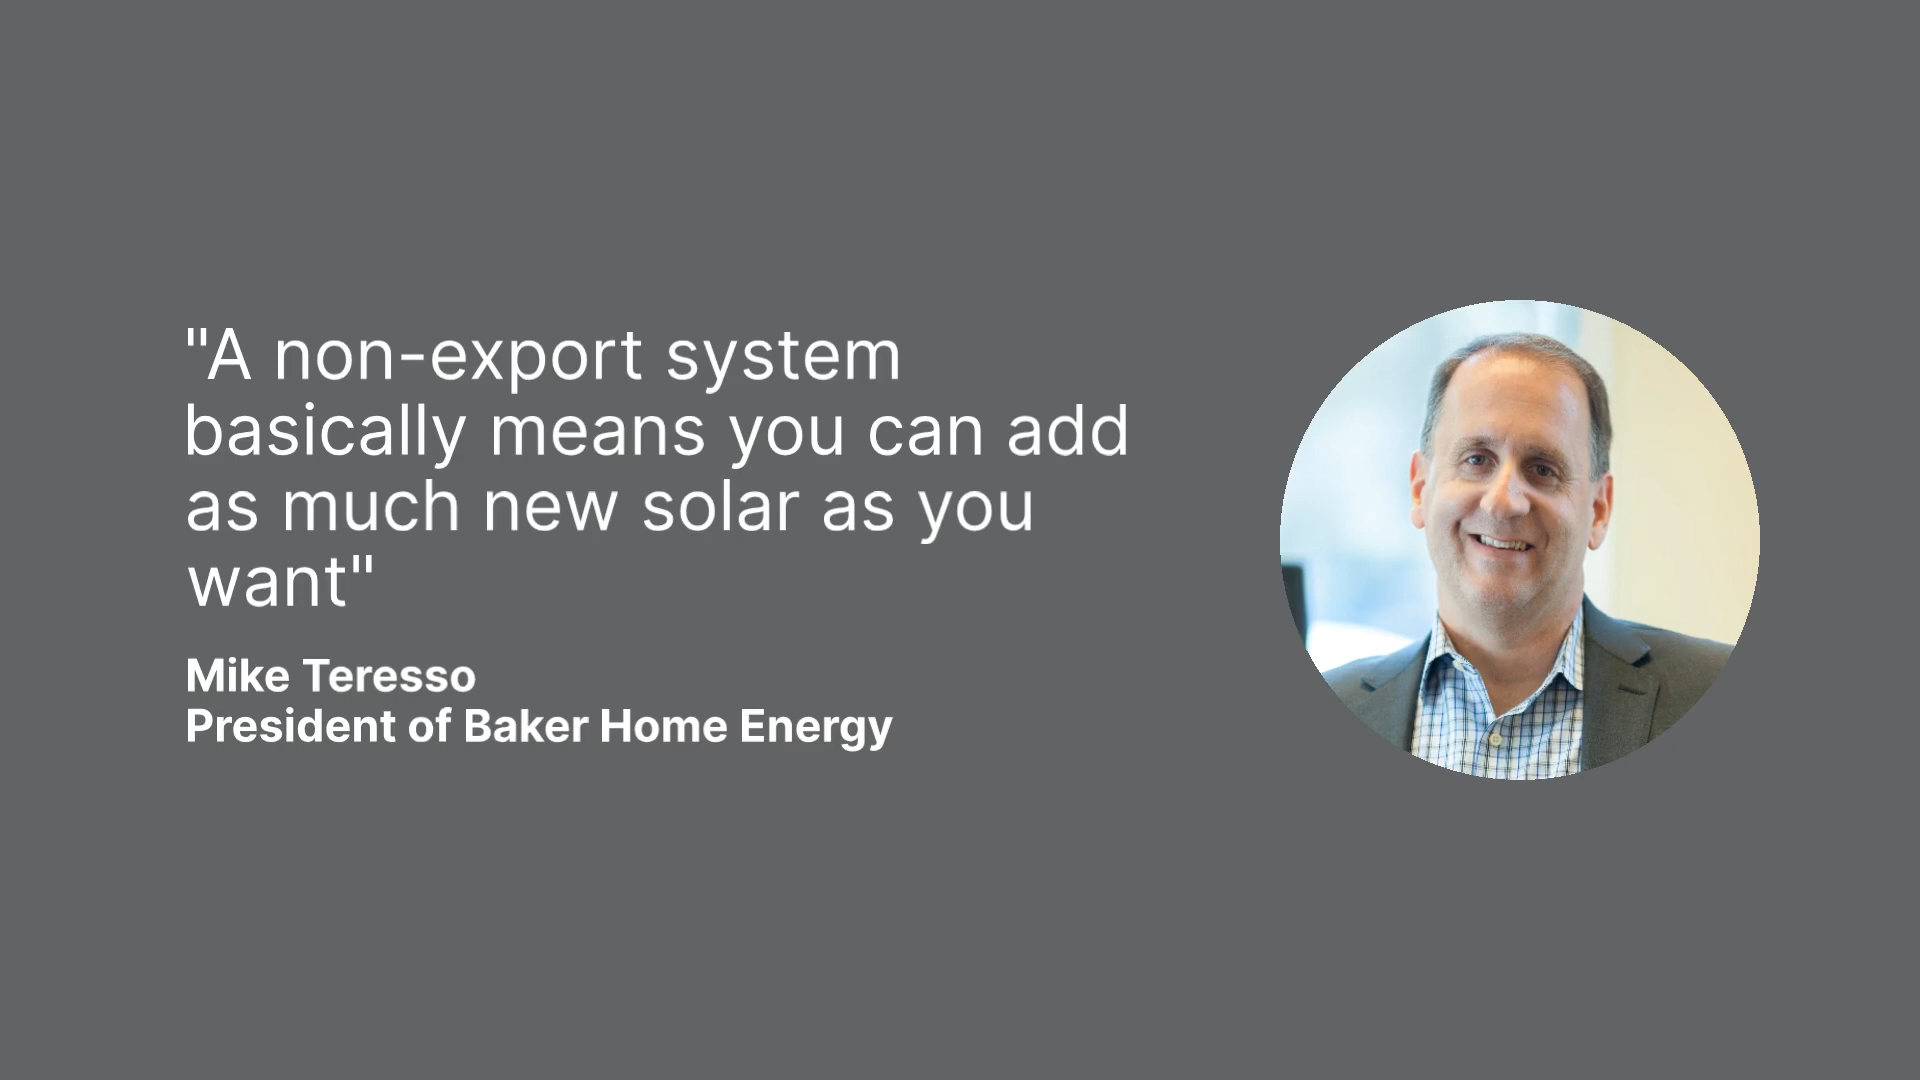 "A non-export system
basically means you can add
as much new solar as you
want"
Mike Teresso
President of Baker Home Energy